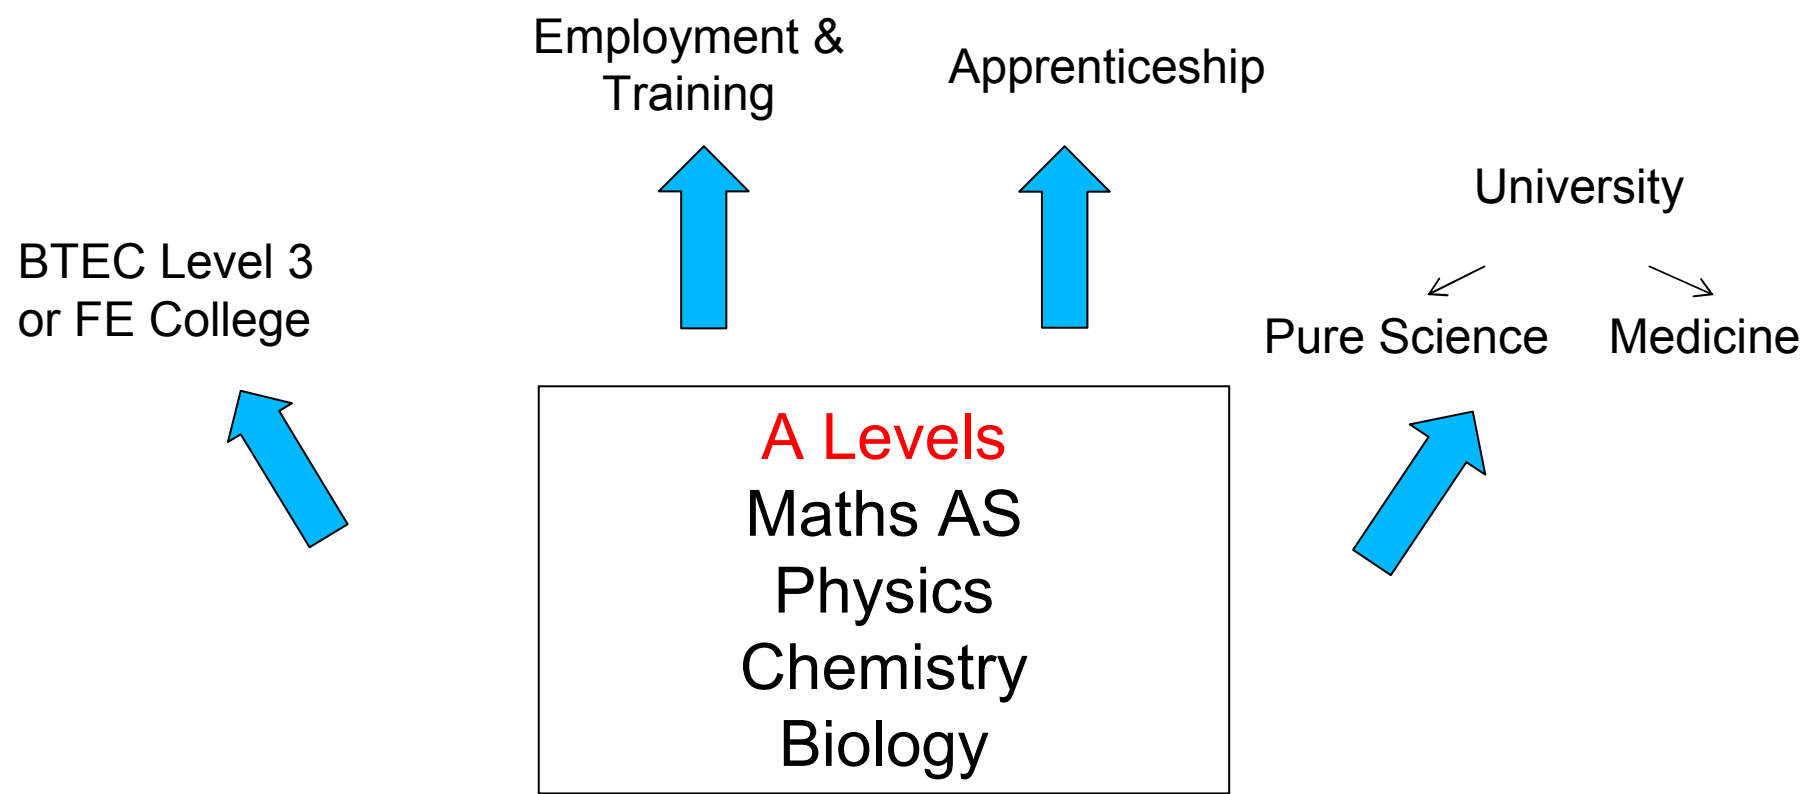 Employment &
Training
Apprenticeship
University
BTEC Level 3
or FE College
Pure Science
Medicine
A Levels
Maths AS
Physics
Chemistry
Biology